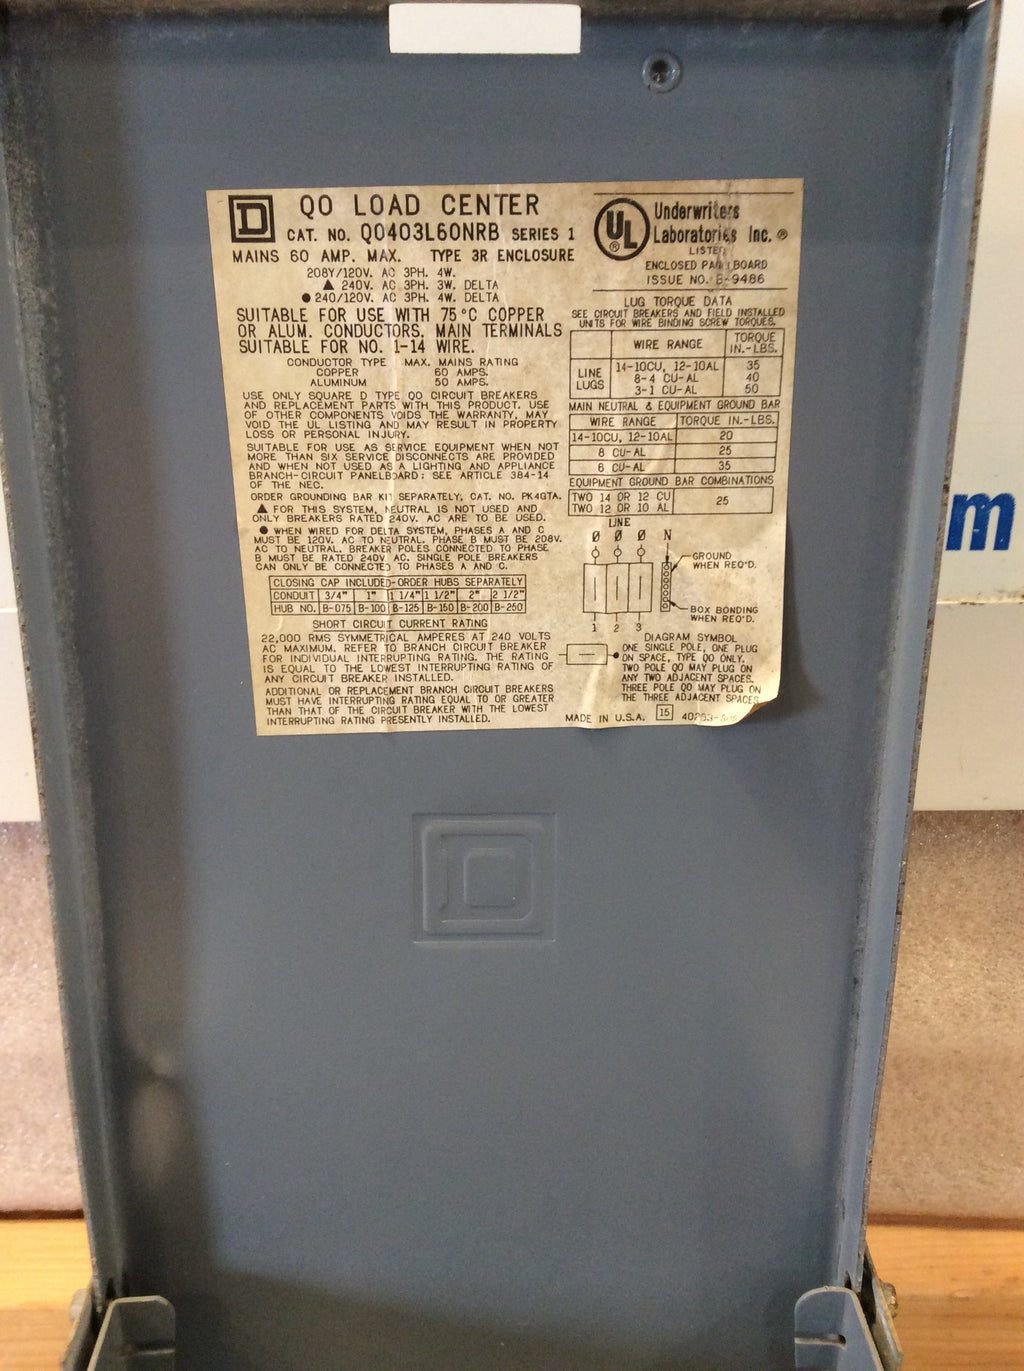 D
QO LOAD CENTER
CAT. NO. QO403L60NRB SERIES 1
MAINS 60 AMP. MAX. TYPE 3R ENCLOSURE
208Y/120V. AC 3PH. 4W.
▲ 240V. AC 3PH. 3W. DELTA
● 240/120V. AC 3PH. 4W. DELTA
SUITABLE FOR USE WITH 75°C COPPER
OR ALUM. CONDUCTORS. MAIN TERMINALS
SUITABLE FOR NO. 1-14 WIRE.
CONDUCTOR TYPE MAX. MAINS RATING
COPPER 60 AMPS.
ALUMINUM 50 AMPS.
USE ONLY SQUARE D TYPE QO CIRCUIT BREAKERS
AND REPLACEMENT PARTS WITH THIS PRODUCT. USE
OF OTHER COMPONENTS VOIDS THE WARRANTY, MAY
VOID THE UL LISTING AND MAY RESULT IN PROPERTY
LOSS OR PERSONAL INJURY.
SUITABLE FOR USE AS SERVICE EQUIPMENT WHEN NOT
MORE THAN SIX SERVICE DISCONNECTS ARE PROVIDED
AND WHEN NOT USED AS A LIGHTING AND APPLIANCE
BRANCH-CIRCUIT PANELBOARD: SEE ARTICLE 384-14
OF THE NEC.
ORDER GROUNDING BAR KIT SEPARATELY, CAT. NO. PK4GTA.
▲ FOR THIS SYSTEM, NEUTRAL IS NOT USED AND
ONLY BREAKERS RATED 240V. AC ARE TO BE USED.
● WHEN WIRED FOR DELTA SYSTEM, PHASES A AND C
MUST BE 120V. AC TO NEUTRAL. PHASE B MUST BE 208V.
AC TO NEUTRAL. BREAKER POLES CONNECTED TO PHASE
B MUST BE RATED 240V AC. SINGLE POLE BREAKERS
CAN ONLY BE CONNECTED TO PHASES A AND C.
CLOSING CAP INCLUDED-ORDER HUBS SEPARATELY
CONDUIT 3/4" 1" 1 1/4" 1 1/2" 2" 2 1/2"
HUB NO. B-075 B-100 B-125 B-150 B-200 B-250
SHORT CIRCUIT CURRENT RATING
22,000 RMS SYMMETRICAL AMPERES AT 240 VOLTS
AC MAXIMUM. REFER TO BRANCH CIRCUIT BREAKER
FOR INDIVIDUAL INTERRUPTING RATING. THE RATING
IS EQUAL TO THE LOWEST INTERRUPTING RATING OF
ANY CIRCUIT BREAKER INSTALLED.
ADDITIONAL OR REPLACEMENT BRANCH CIRCUIT BREAKERS
MUST HAVE INTERRUPTING RATING EQUAL TO OR GREATER
THAN THAT OF THE CIRCUIT BREAKER WITH THE LOWEST
INTERRUPTING RATING PRESENTLY INSTALLED.
UL ®
Underwriters
Laboratories Inc. ®
LISTED
ENCLOSED PANELBOARD
ISSUE NO. B-9486
LUG TORQUE DATA
SEE CIRCUIT BREAKERS AND FIELD INSTALLED
UNITS FOR WIRE BINDING SCREW TORQUES.
WIRE RANGE TORQUE IN.-LBS.
LINE LUGS 14-10CU, 12-10AL 35
8-4 CU-AL 40
3-1 CU-AL 50
MAIN NEUTRAL & EQUIPMENT GROUND BAR
WIRE RANGE TORQUE IN.-LBS.
14-10CU, 12-10AL 20
8 CU-AL 25
6 CU-AL 35
EQUIPMENT GROUND BAR COMBINATIONS
TWO 14 OR 12 CU 25
TWO 12 OR 10 AL
LINE
Ø Ø Ø N
GROUND
WHEN REQ'D.
BOX BONDING
WHEN REQ'D.
1 2 3
DIAGRAM SYMBOL
ONE SINGLE POLE, ONE PLUG
ON SPACE, TYPE QO ONLY.
TWO POLE QO MAY PLUG ON
ANY TWO ADJACENT SPACES.
THREE POLE QO MAY PLUG ON
THE THREE ADJACENT SPACES
MADE IN U.S.A. 15
D
m